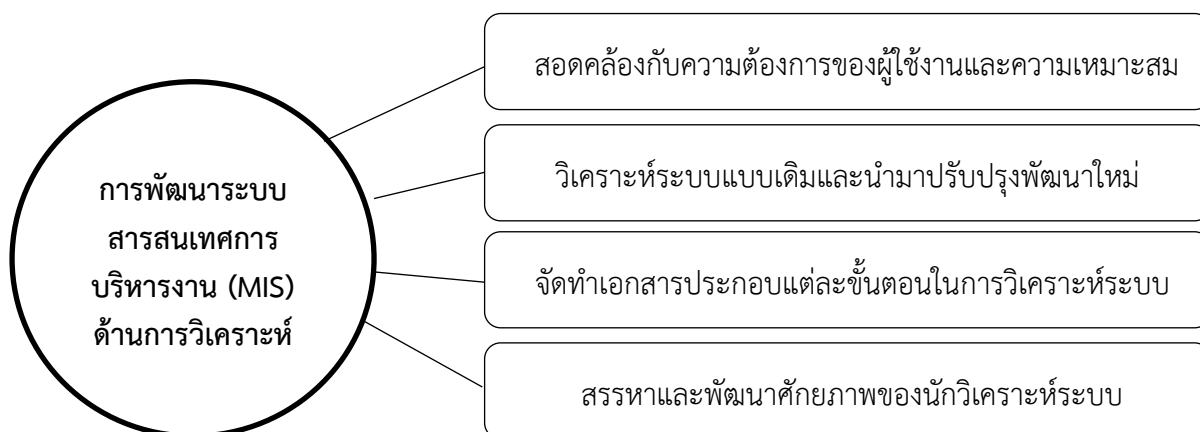 การพัฒนาระบบ
สารสนเทศการ
บริหารงาน (MIS)
ด้านการวิเคราะห์
สอดคล้องกับความต้องการของผู้ใช้งานและความเหมาะสม
วิเคราะห์ระบบแบบเดิมและนำมาปรับปรุงพัฒนาใหม่
จัดทำเอกสารประกอบแต่ละขั้นตอนในการวิเคราะห์ระบบ
สรรหาและพัฒนาศักยภาพของนักวิเคราะห์ระบบ